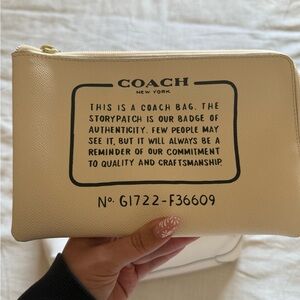 COACH
NEW YORK
THIS IS A COACH BAG. THE
STORYPATCH IS OUR BADGE OF
AUTHENTICITY. FEW PEOPLE MAY
SEE IT, BUT IT WILL ALWAYS BE A
REMINDER OF OUR COMMITMENT
TO QUALITY AND CRAFTSMANSHIP.
No. G1722-F36609